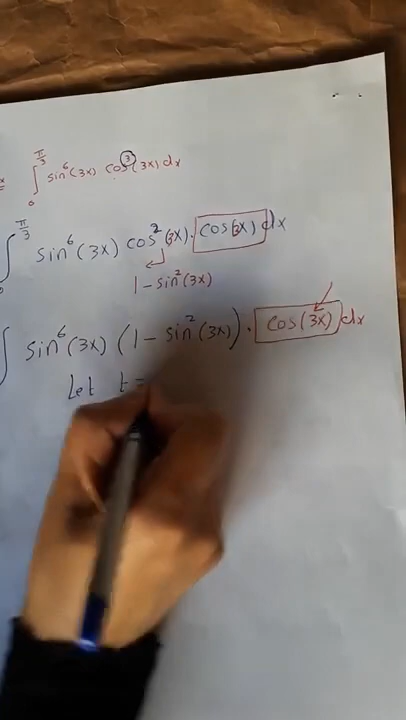 ∫₀^(π/3) sin⁶(3x) cos³(3x) dx
∫₀^(π/3) sin⁶(3x) cos²(3x) · cos(3x) dx
1 − sin²(3x)
∫ sin⁶(3x) (1 − sin²(3x)) · cos(3x) dx
Let t =